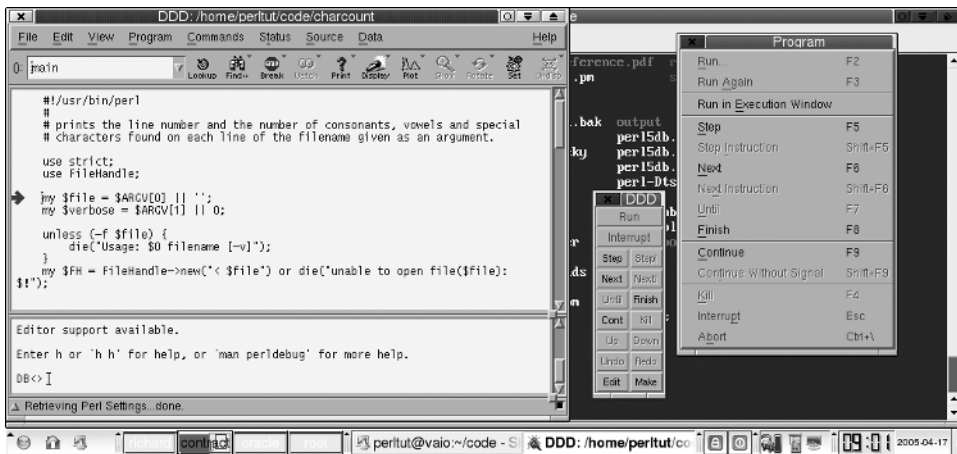 DDD: /home/perltut/code/charcount
File Edit View Program Commands Status Source Data Help
(): main
Lookup Find» Break Watch Print Display Plot Show Rotate Set Undisp
#!/usr/bin/perl
#
# prints the line number and the number of consonants, vowels and special
# characters found on each line of the filename given as an argument.
use strict;
use FileHandle;
my $file = $ARGV[0] || '';
my $verbose = $ARGV[1] || 0;
unless (-f $file) {
die("Usage: $0 filename [-v]");
}
my $FH = FileHandle->new("< $file") or die("unable to open file($file):
$!");
Editor support available.
Enter h or `h h' for help, or `man perldebug' for more help.
DB<>
Retrieving Perl Settings...done.
ference.pdf
.pm
.bak output
perl5db.
ky perl5db.
perl5db.
perl-Dts
DDD
Run
Interrupt
Step Stepi
Next Nexti
Until Finish
Cont Kill
Up Down
Undo Redo
Edit Make
Program
Run... F2
Run Again F3
Run in Execution Window
Step F5
Step Instruction Shift+F5
Next F6
Next Instruction Shift+F6
Until F7
Finish F8
Continue F9
Continue Without Signal Shift+F9
Kill F4
Interrupt Esc
Abort Ctrl+\
richard contract oracle root
perltut@vaio:~/code - S
DDD: /home/perltut/co
09:01
2005-04-17